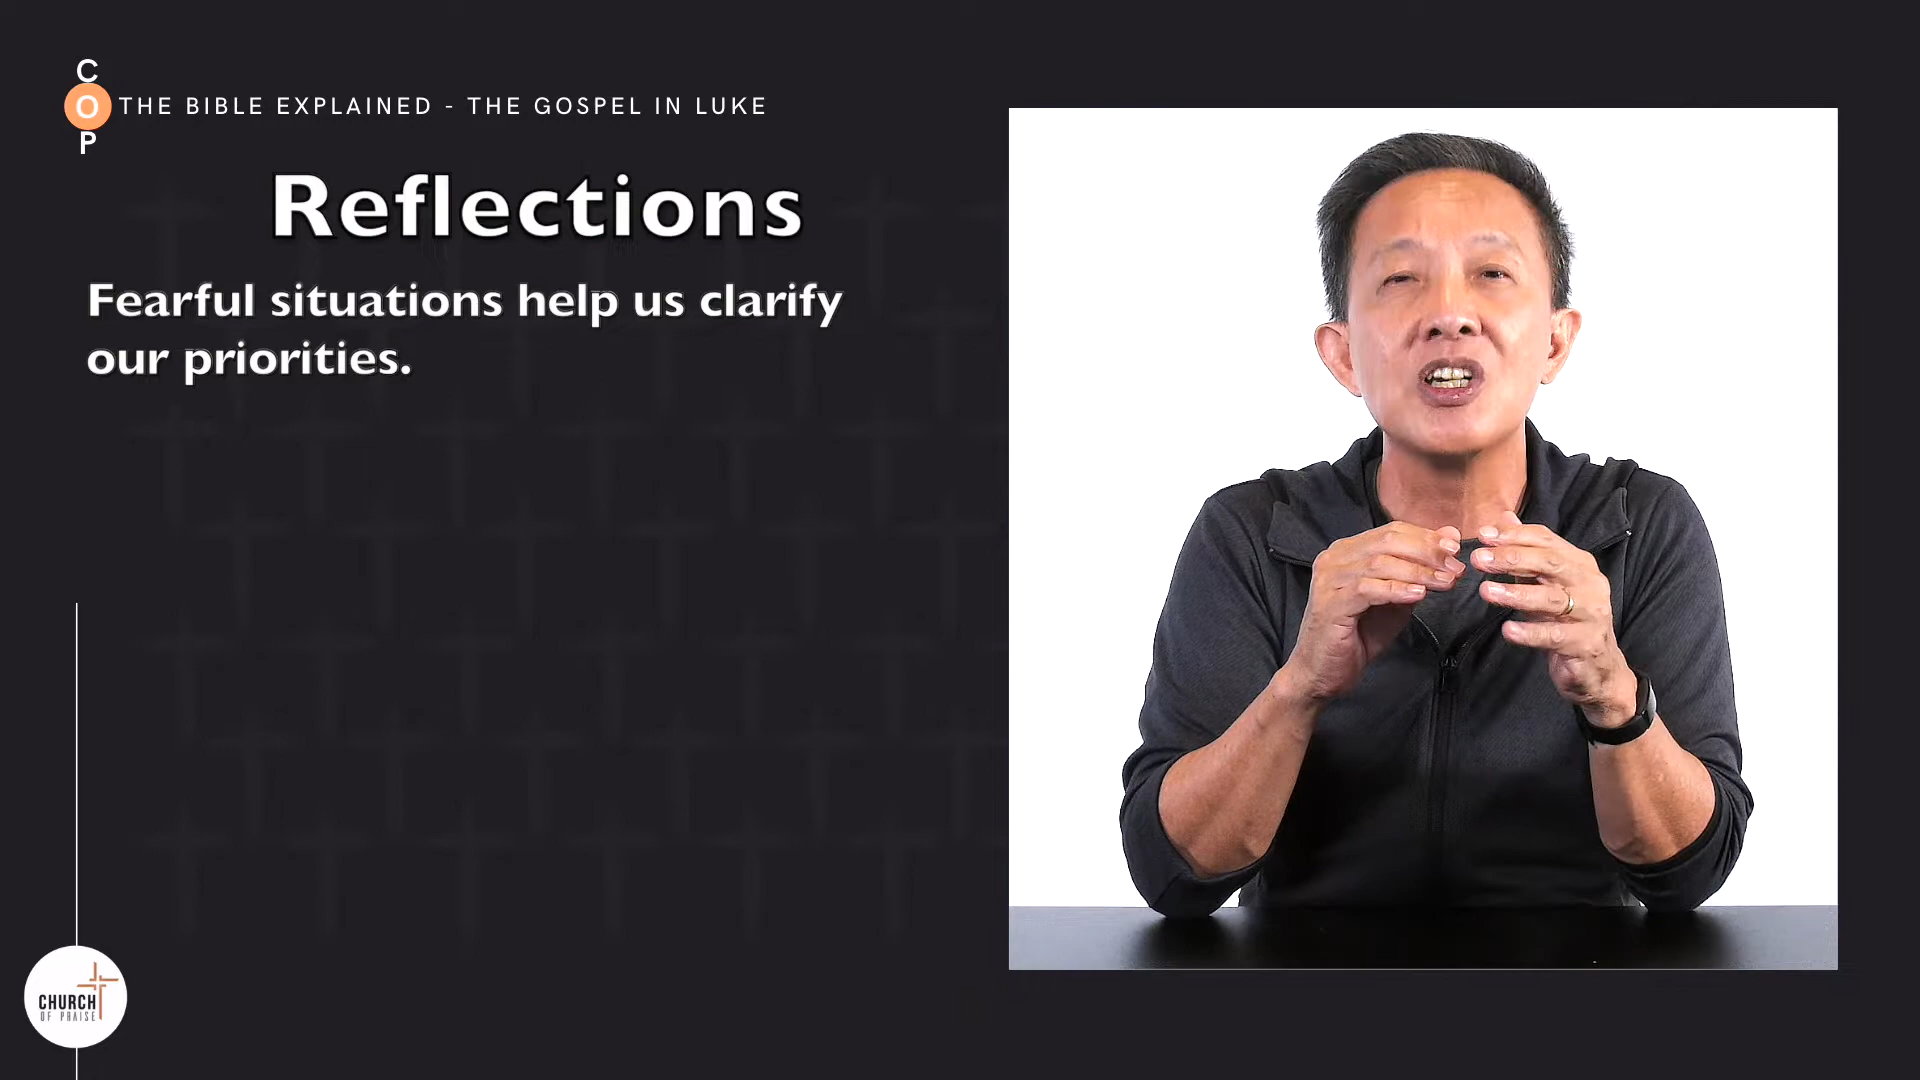 C
O THE BIBLE EXPLAINED - THE GOSPEL IN LUKE
P
Reflections
Fearful situations help us clarify
our priorities.
CHURCH
OF PRAISE